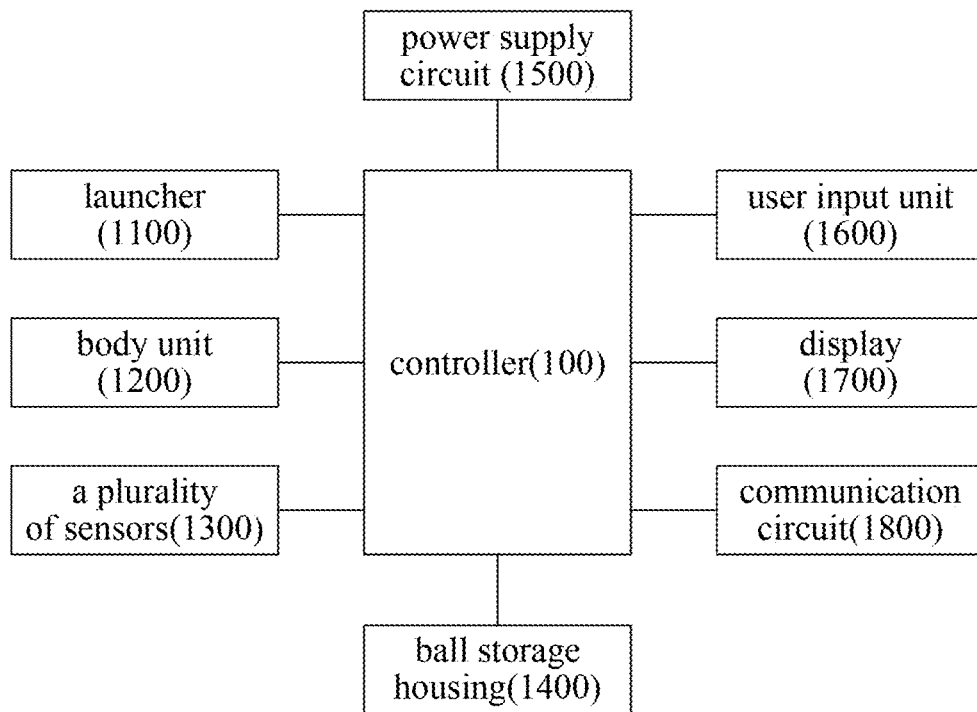 power supply
circuit (1500)
launcher
(1100)
user input unit
(1600)
body unit
(1200)
controller(100)
display
(1700)
a plurality
of sensors(1300)
communication
circuit(1800)
ball storage
housing(1400)